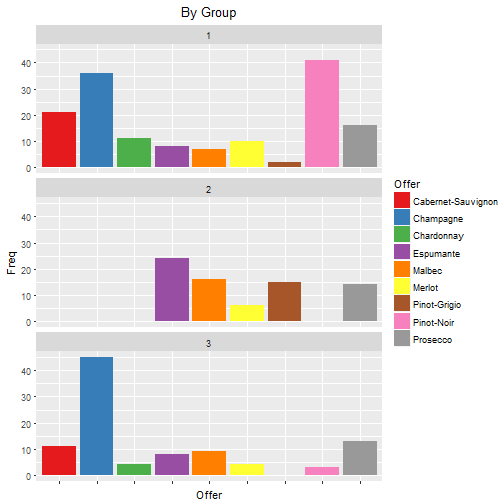 By Group
1
40
30
20
10
0
2
40
30
20
10
0
3
40
30
20
10
0
Freq
Offer
Offer
Cabernet-Sauvignon
Champagne
Chardonnay
Espumante
Malbec
Merlot
Pinot-Grigio
Pinot-Noir
Prosecco